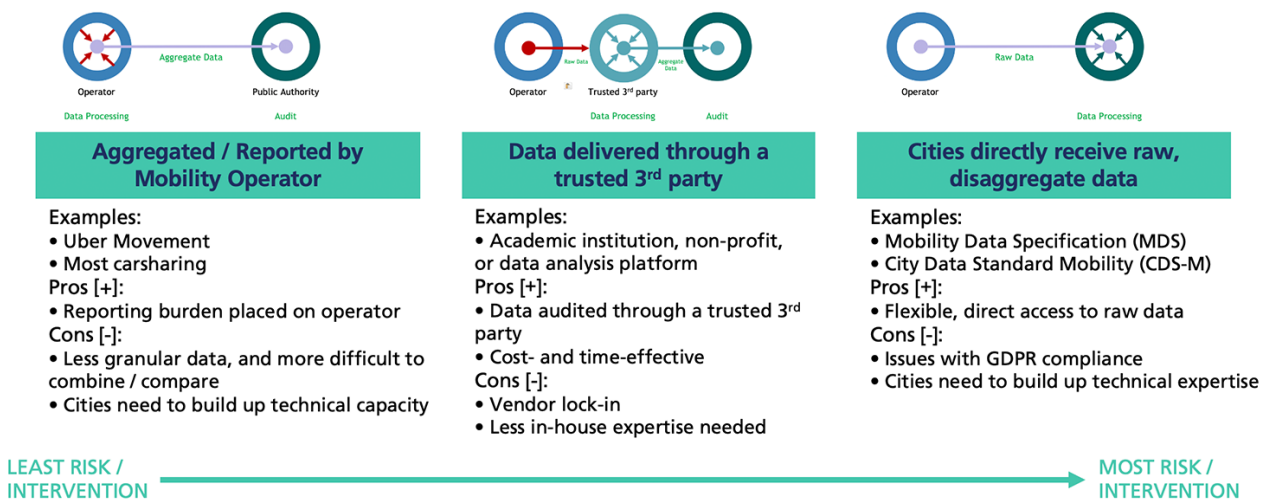 Aggregate Data
Operator
Public Authority
Data Processing
Audit
Aggregated / Reported by
Mobility Operator
Examples:
• Uber Movement
• Most carsharing
Pros [+]:
• Reporting burden placed on operator
Cons [-]:
• Less granular data, and more difficult to
combine / compare
• Cities need to build up technical capacity
Raw Data
Aggregate
Data
Operator
Trusted 3rd party
Data Processing
Audit
Data delivered through a
trusted 3rd party
Examples:
• Academic institution, non-profit,
or data analysis platform
Pros [+]:
• Data audited through a trusted 3rd
party
• Cost- and time-effective
Cons [-]:
• Vendor lock-in
• Less in-house expertise needed
Raw Data
Operator
Data Processing
Cities directly receive raw,
disaggregate data
Examples:
• Mobility Data Specification (MDS)
• City Data Standard Mobility (CDS-M)
Pros [+]:
• Flexible, direct access to raw data
Cons [-]:
• Issues with GDPR compliance
• Cities need to build up technical expertise
LEAST RISK /
INTERVENTION
MOST RISK /
INTERVENTION